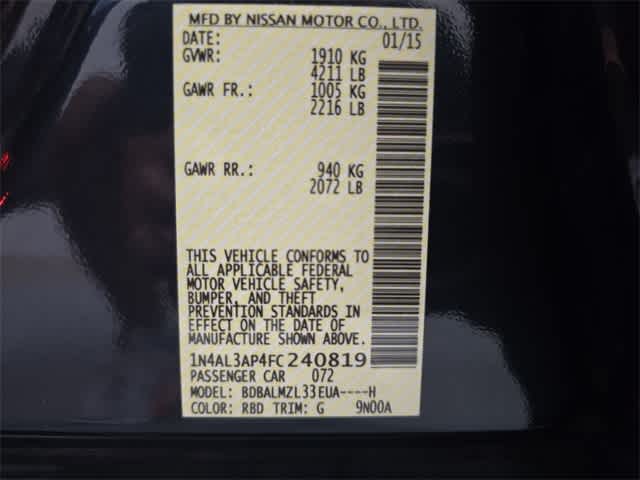 MFD BY NISSAN MOTOR CO., LTD.
DATE: 01/15
GVWR: 1910 KG
4211 LB
GAWR FR.: 1005 KG
2216 LB
GAWR RR.: 940 KG
2072 LB
THIS VEHICLE CONFORMS TO
ALL APPLICABLE FEDERAL
MOTOR VEHICLE SAFETY,
BUMPER, AND THEFT
PREVENTION STANDARDS IN
EFFECT ON THE DATE OF
MANUFACTURE SHOWN ABOVE.
1N4AL3AP4FC240819
PASSENGER CAR 072
MODEL: BDBALMZL33EUA----H
COLOR: RBD TRIM: G 9N00A